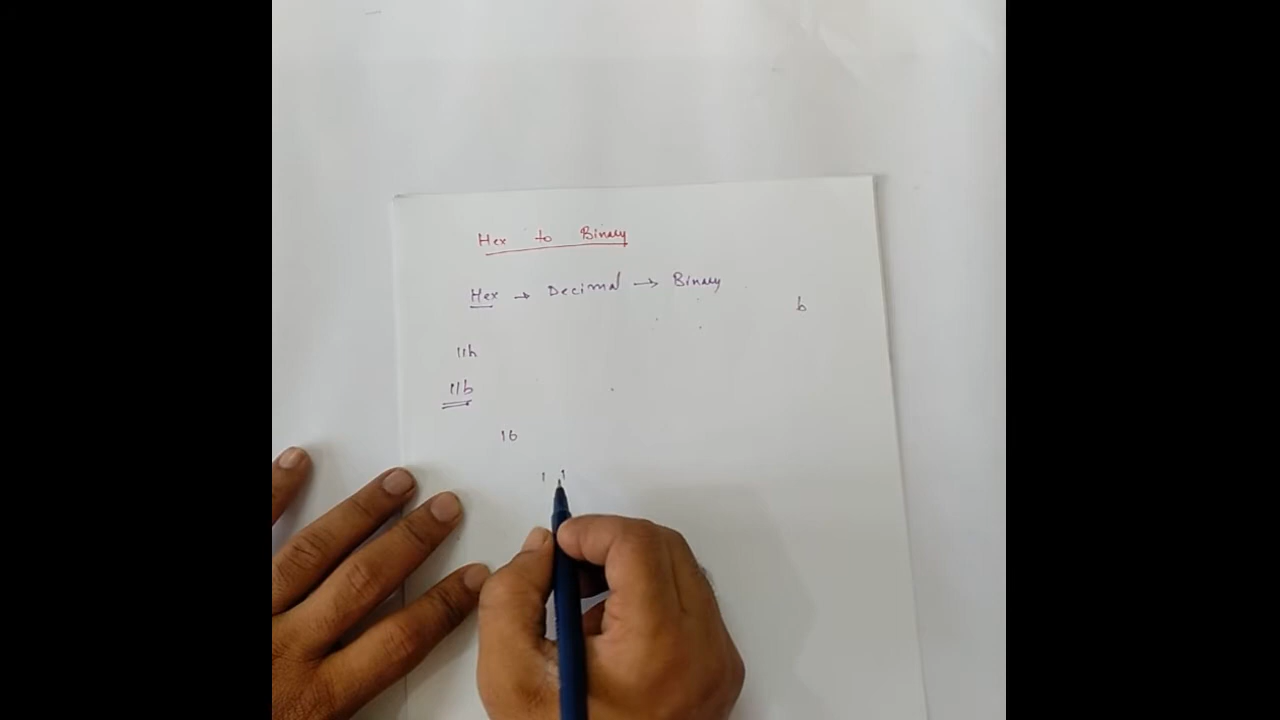 Hex to Binary
Hex → Decimal → Binary
b
11h
11b
16
1 1